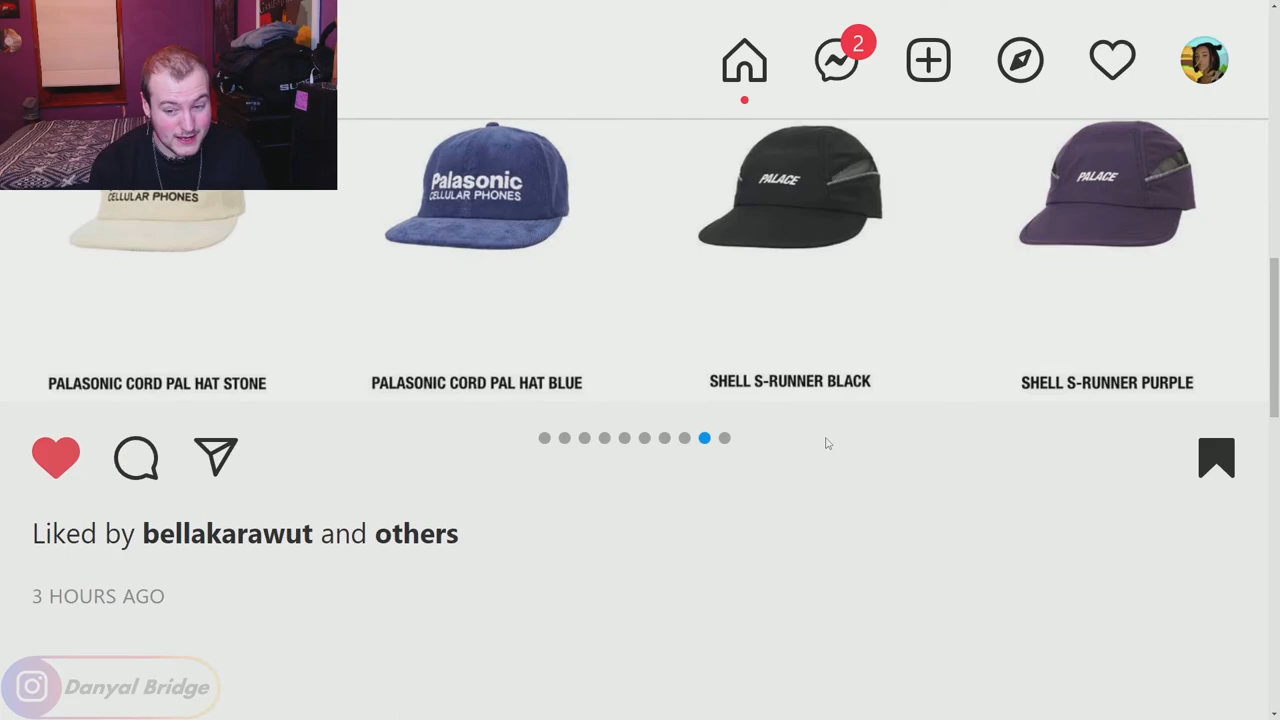 2
CELLULAR PHONES
Palasonic
CELLULAR PHONES
PALACE
PALACE
PALASONIC CORD PAL HAT STONE
PALASONIC CORD PAL HAT BLUE
SHELL S-RUNNER BLACK
SHELL S-RUNNER PURPLE
Liked by bellakarawut and others
3 HOURS AGO
Danyal Bridge